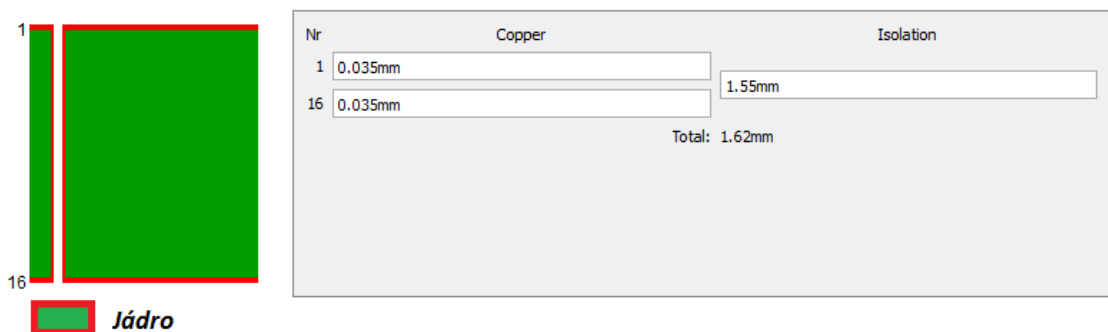 1
16
Jádro
Nr Copper Isolation
1 0.035mm
1.55mm
16 0.035mm
Total: 1.62mm